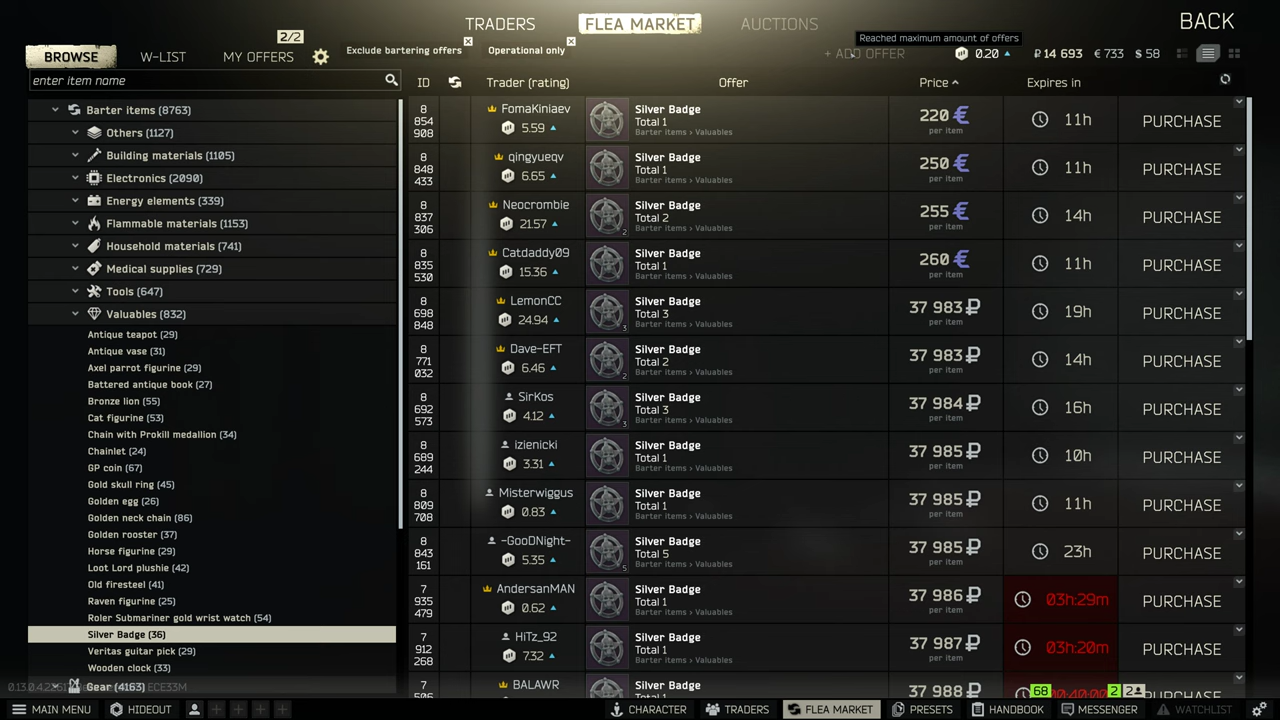 TRADERS
FLEA MARKET
AUCTIONS
BACK
2/2
BROWSE
W-LIST
MY OFFERS
Exclude bartering offers
Operational only
Reached maximum amount of offers
+ ADD OFFER
0.20
₽ 14 693
€ 733
$ 58
enter item name
ID
Trader (rating)
Offer
Price
Expires in
Barter items (8763)
Others (1127)
Building materials (1105)
Electronics (2090)
Energy elements (339)
Flammable materials (1153)
Household materials (741)
Medical supplies (729)
Tools (647)
Valuables (832)
Antique teapot (29)
Antique vase (31)
Axel parrot figurine (29)
Battered antique book (27)
Bronze lion (55)
Cat figurine (53)
Chain with Prokill medallion (34)
Chainlet (24)
GP coin (67)
Gold skull ring (45)
Golden egg (26)
Golden neck chain (86)
Golden rooster (37)
Horse figurine (29)
Loot Lord plushie (42)
Old firesteel (41)
Raven figurine (25)
Roler Submariner gold wrist watch (54)
Silver Badge (36)
Veritas guitar pick (29)
Wooden clock (33)
Gear (4163)
ECE33M
8 854 908
FomaKiniaev
5.59
Silver Badge
Total 1
Barter items › Valuables
220 €
per item
11h
PURCHASE
8 848 433
qingyueqv
6.65
Silver Badge
Total 1
Barter items › Valuables
250 €
per item
11h
PURCHASE
8 837 306
Neocrombie
21.57
2
Silver Badge
Total 2
Barter items › Valuables
255 €
per item
14h
PURCHASE
8 835 530
Catdaddy09
15.36
Silver Badge
Total 1
Barter items › Valuables
260 €
per item
11h
PURCHASE
8 698 848
LemonCC
24.94
3
Silver Badge
Total 3
Barter items › Valuables
37 983 ₽
per item
19h
PURCHASE
8 771 032
Dave-EFT
6.46
2
Silver Badge
Total 2
Barter items › Valuables
37 983 ₽
per item
14h
PURCHASE
8 692 573
SirKos
4.12
3
Silver Badge
Total 3
Barter items › Valuables
37 984 ₽
per item
16h
PURCHASE
8 689 244
izienicki
3.31
Silver Badge
Total 1
Barter items › Valuables
37 985 ₽
per item
10h
PURCHASE
8 809 708
Misterwiggus
0.83
Silver Badge
Total 1
Barter items › Valuables
37 985 ₽
per item
11h
PURCHASE
8 843 161
-GooDNight-
5.35
5
Silver Badge
Total 5
Barter items › Valuables
37 985 ₽
per item
23h
PURCHASE
7 935 479
AndersanMAN
0.62
Silver Badge
Total 1
Barter items › Valuables
37 986 ₽
per item
03h:29m
PURCHASE
7 912 268
HiTz_92
7.32
Silver Badge
Total 1
Barter items › Valuables
37 987 ₽
per item
03h:20m
PURCHASE
7
BALAWR
Silver Badge
Total 1
37 988 ₽
00:40:00
PURCHASE
68
2
2
MAIN MENU
HIDEOUT
CHARACTER
TRADERS
FLEA MARKET
PRESETS
HANDBOOK
MESSENGER
WATCHLIST